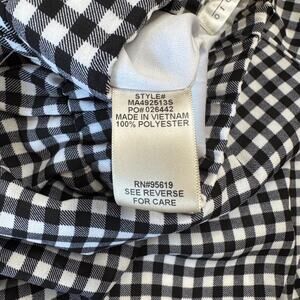 STYLE#
MA492513S
PO# 026442
MADE IN VIETNAM
100% POLYESTER
RN#95619
SEE REVERSE
FOR CARE